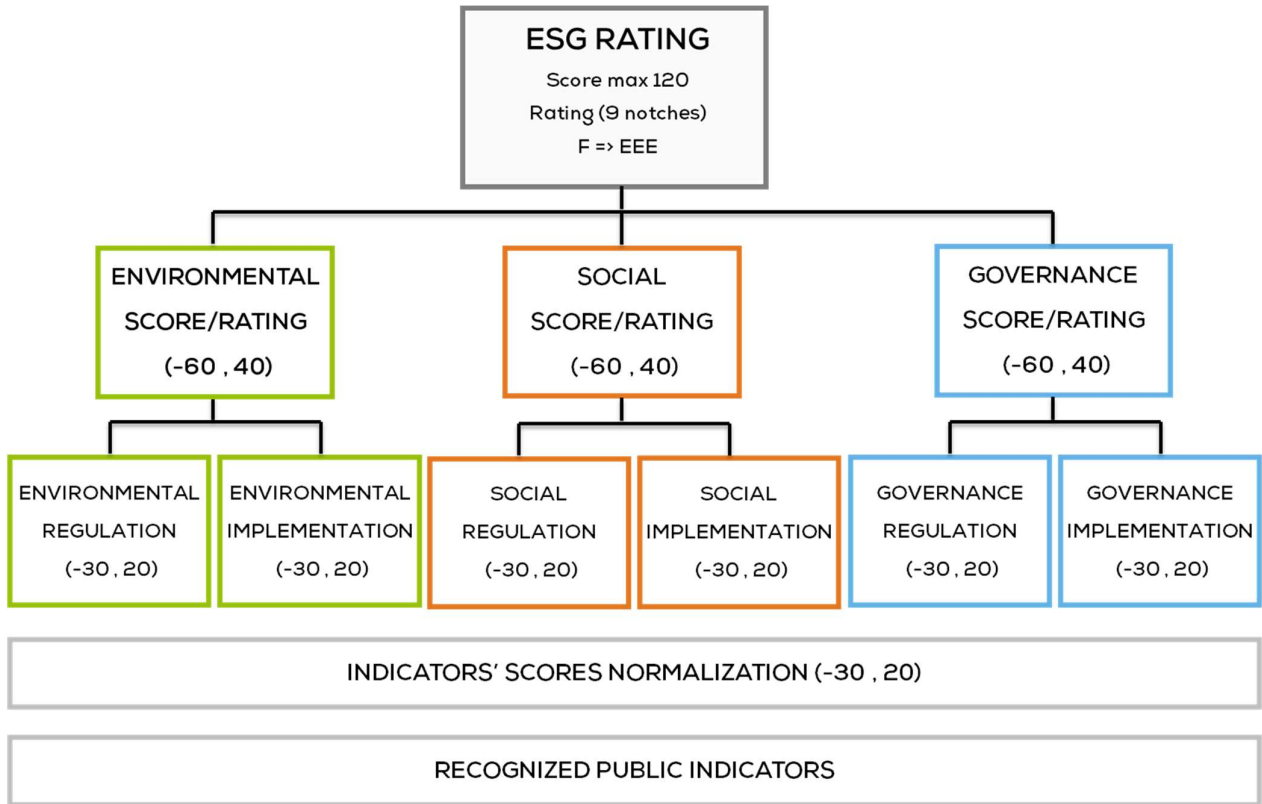 ESG RATING
Score max 120
Rating (9 notches)
F => EEE
ENVIRONMENTAL
SCORE/RATING
(-60 , 40)
SOCIAL
SCORE/RATING
(-60 , 40)
GOVERNANCE
SCORE/RATING
(-60 , 40)
ENVIRONMENTAL
REGULATION
(-30 , 20)
ENVIRONMENTAL
IMPLEMENTATION
(-30 , 20)
SOCIAL
REGULATION
(-30 , 20)
SOCIAL
IMPLEMENTATION
(-30 , 20)
GOVERNANCE
REGULATION
(-30 , 20)
GOVERNANCE
IMPLEMENTATION
(-30 , 20)
INDICATORS' SCORES NORMALIZATION (-30 , 20)
RECOGNIZED PUBLIC INDICATORS